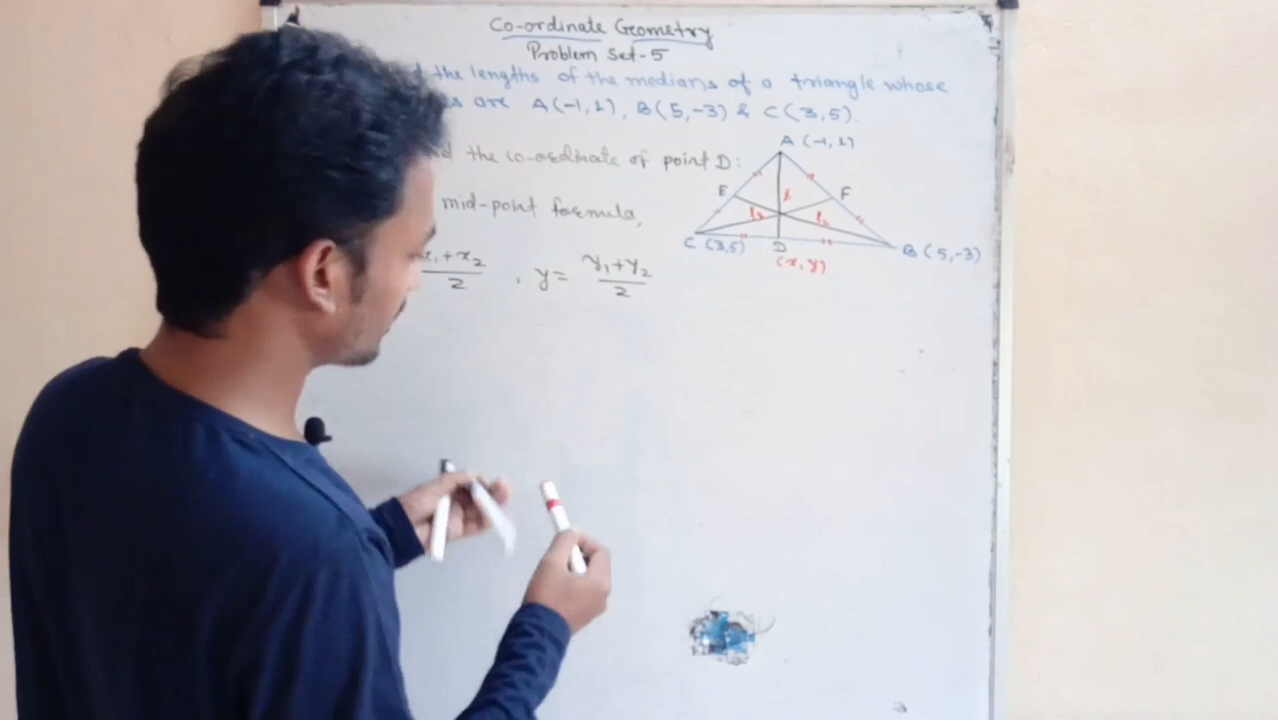 Co-ordinate Geometry
Problem Set-5
the lengths of the medians of a triangle whose
are A(-1,1), B(5,-3) & C(3,5).
the co-ordinate of point D:
mid-point formula,
x₁+x₂ / 2 , y = y₁+y₂ / 2
A (-1,1)
E
F
C (3,5)
D
B (5,-3)
(x,y)